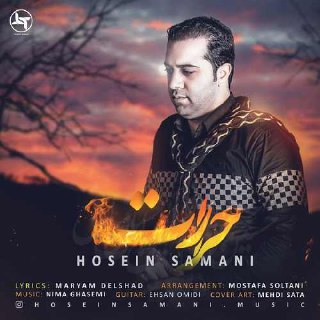 حرارت
HOSEIN SAMANI
LYRICS: MARYAM DELSHAD ARRANGEMENT: MOSTAFA SOLTANI
MUSIC: NIMA GHASEMI GUITAR: EHSAN OMIDI COVER ART: MEHDI SATA
HOSEINSAMANI.MUSIC